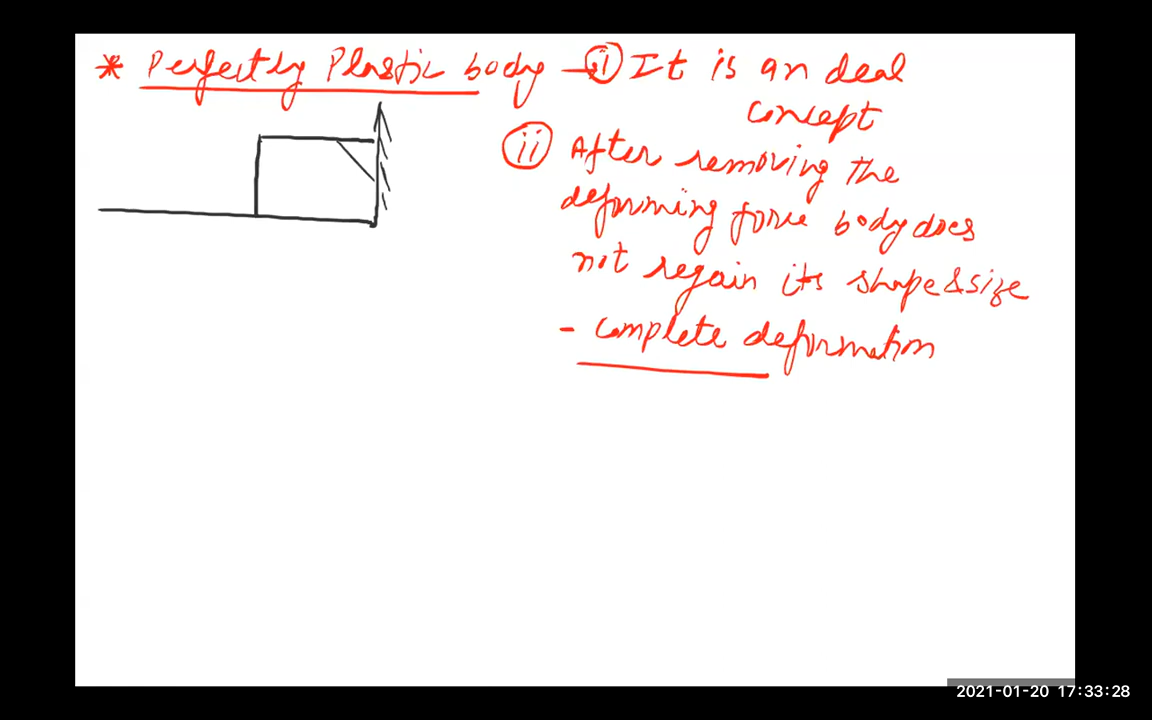 * Perfectly Plastic body → (i) It is an deal
concept
(ii) After removing the
deforming force body does
not regain its shape & size
- Complete deformation
2021-01-20 17:33:28